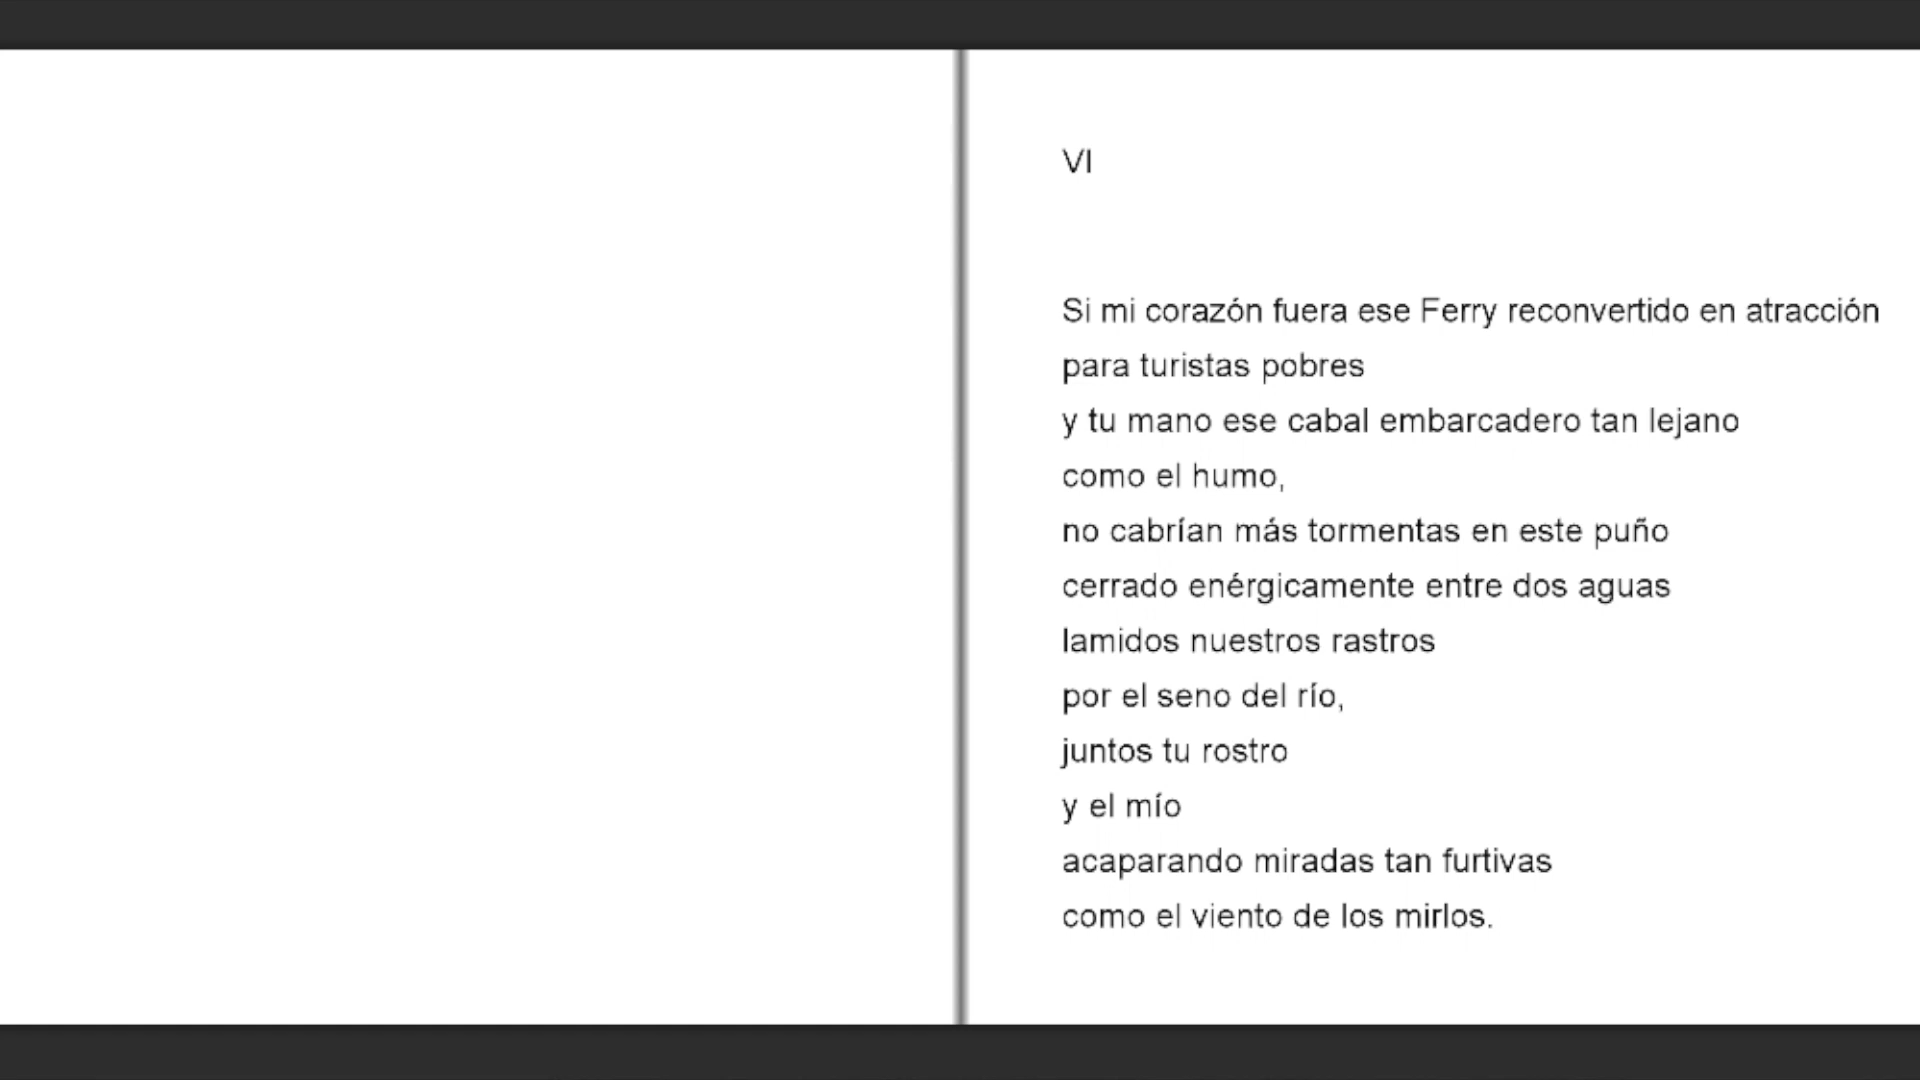 VI
Si mi corazón fuera ese Ferry reconvertido en atracción
para turistas pobres
y tu mano ese cabal embarcadero tan lejano
como el humo,
no cabrían más tormentas en este puño
cerrado enérgicamente entre dos aguas
lamidos nuestros rastros
por el seno del río,
juntos tu rostro
y el mío
acaparando miradas tan furtivas
como el viento de los mirlos.